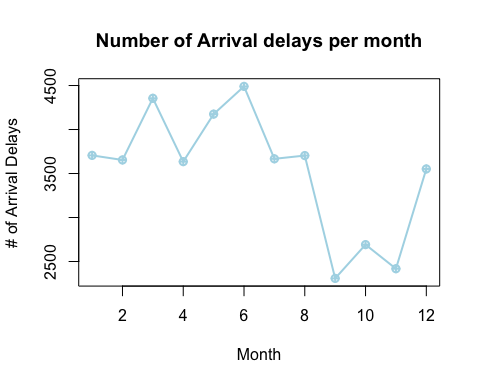 Number of Arrival delays per month
# of Arrival Delays
4500
3500
2500
2 4 6 8 10 12
Month